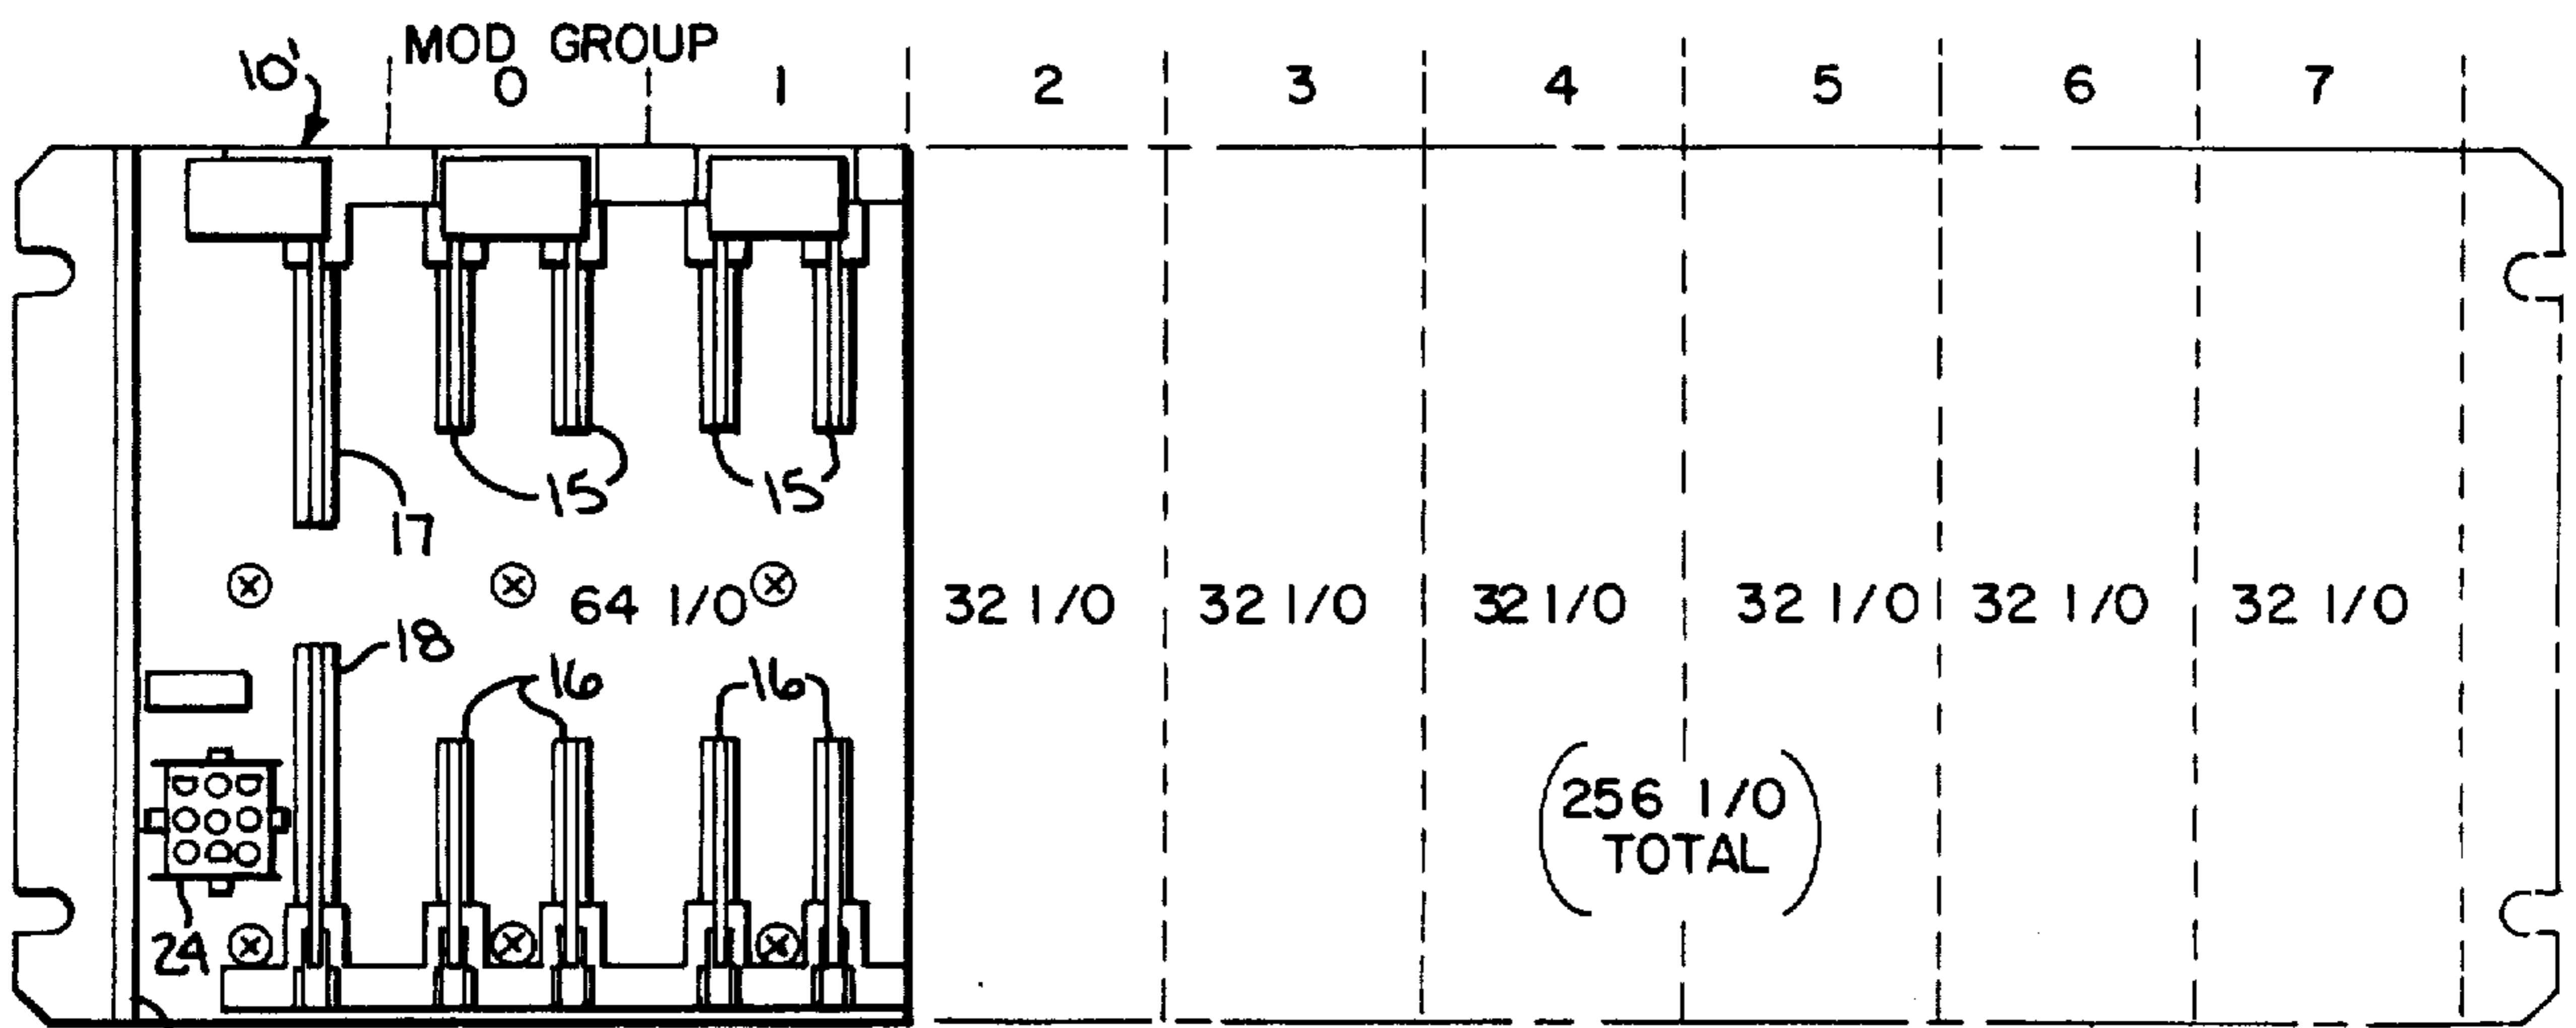 MOD GROUP
10' 0 1 2 3 4 5 6 7
15 15
17
64 I/O 32 I/O 32 I/O 32 I/O 32 I/O 32 I/O 32 I/O
18
16 16
(256 I/O
TOTAL)
24